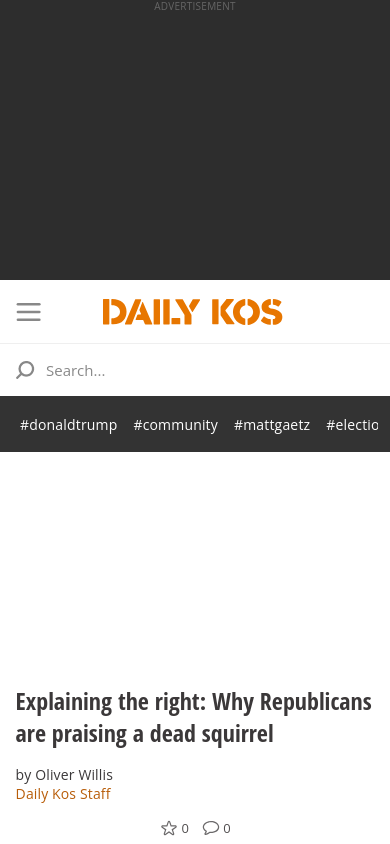 ADVERTISEMENT
DAILY KOS
Search...
#donaldtrump #community #mattgaetz #electio
Explaining the right: Why Republicans
are praising a dead squirrel
by Oliver Willis
Daily Kos Staff
0 0